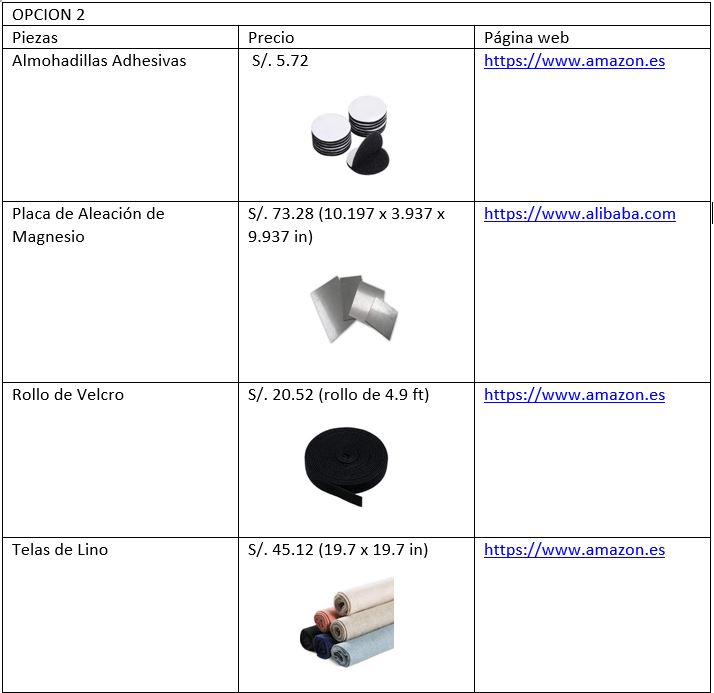 OPCION 2
Piezas Precio Página web
Almohadillas Adhesivas S/. 5.72 https://www.amazon.es
Placa de Aleación de Magnesio S/. 73.28 (10.197 x 3.937 x 9.937 in) https://www.alibaba.com
Rollo de Velcro S/. 20.52 (rollo de 4.9 ft) https://www.amazon.es
Telas de Lino S/. 45.12 (19.7 x 19.7 in) https://www.amazon.es